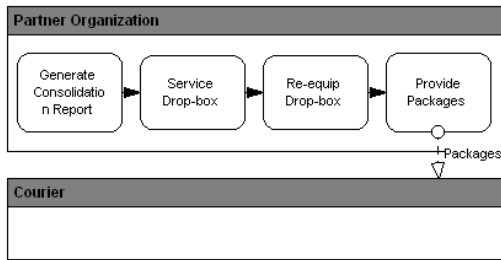 Partner Organization
Generate
Consolidatio
n Report
Service
Drop-box
Re-equip
Drop-box
Provide
Packages
Packages
Courier